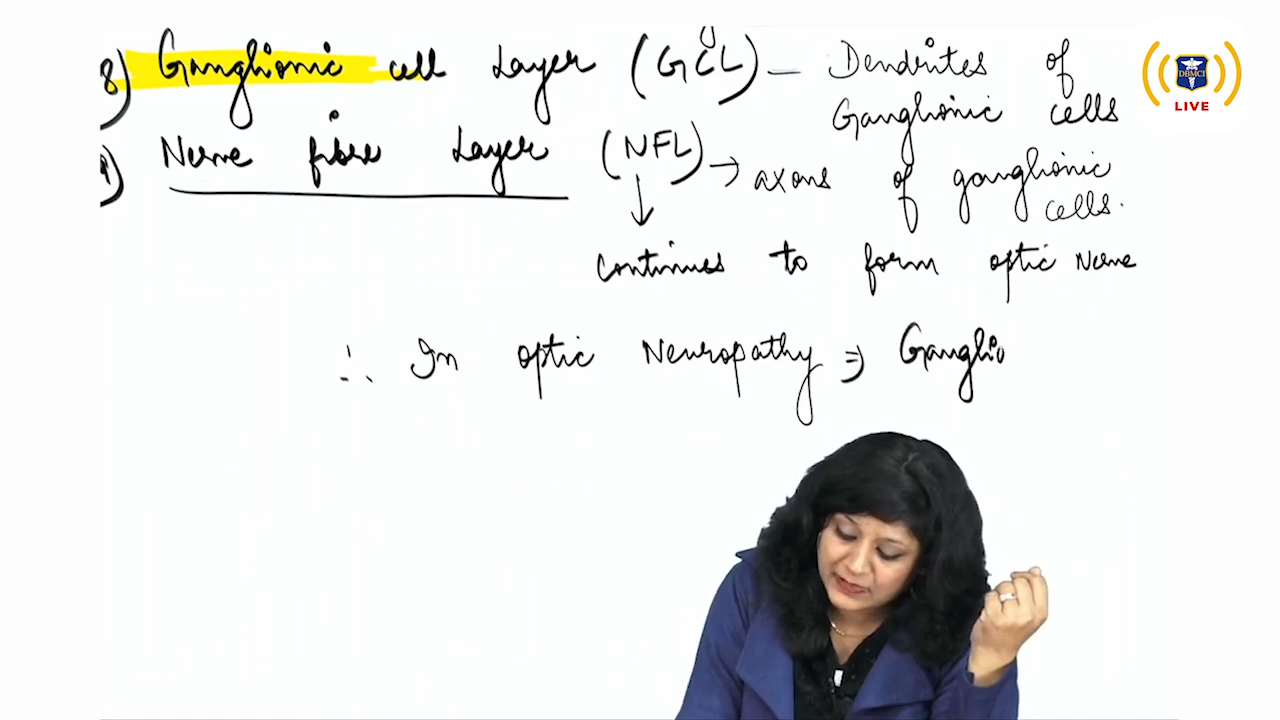 8) Ganglionic cell Layer (GCL) – Dendrites of
Ganglionic cells
9) Nerve fibre Layer (NFL) → axons of ganglionic
cells.
↓
continues to form optic Nerve
∴ In optic Neuropathy ⇒ Ganglio
DBMCI
LIVE